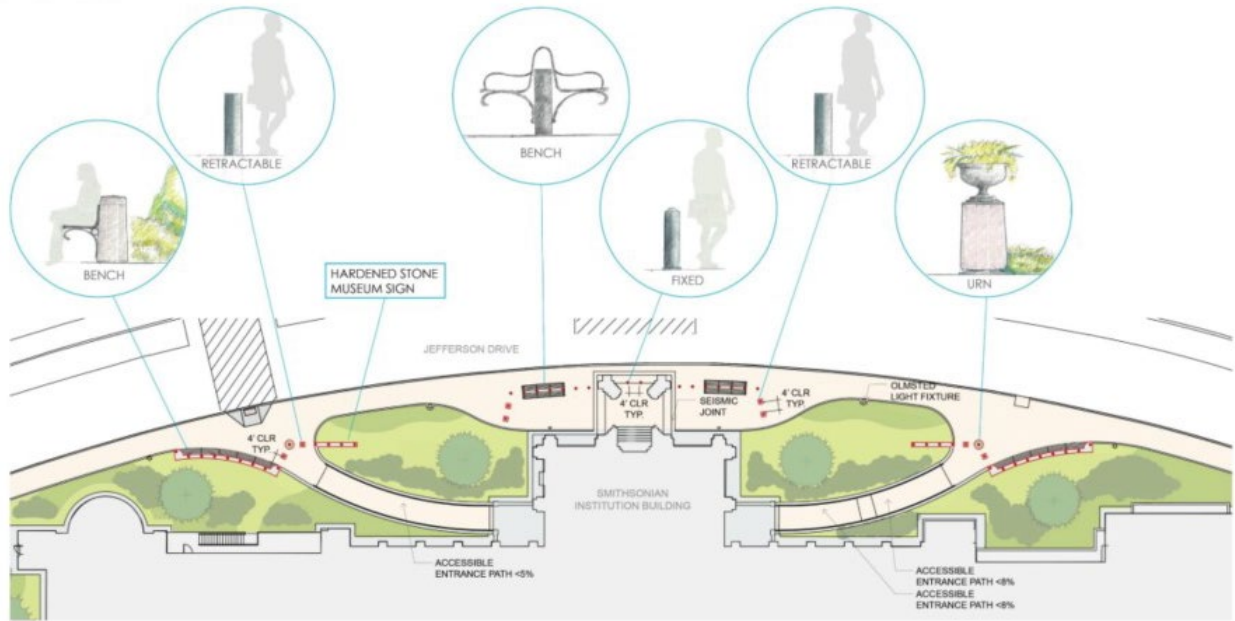 RETRACTABLE
BENCH
RETRACTABLE
BENCH
FIXED
URN
HARDENED STONE
MUSEUM SIGN
JEFFERSON DRIVE
4' CLR
TYP.
4' CLR
TYP.
SEISMIC
JOINT
4' CLR
TYP.
OLMSTED
LIGHT FIXTURE
SMITHSONIAN
INSTITUTION BUILDING
ACCESSIBLE
ENTRANCE PATH <5%
ACCESSIBLE
ENTRANCE PATH <8%
ACCESSIBLE
ENTRANCE PATH <8%